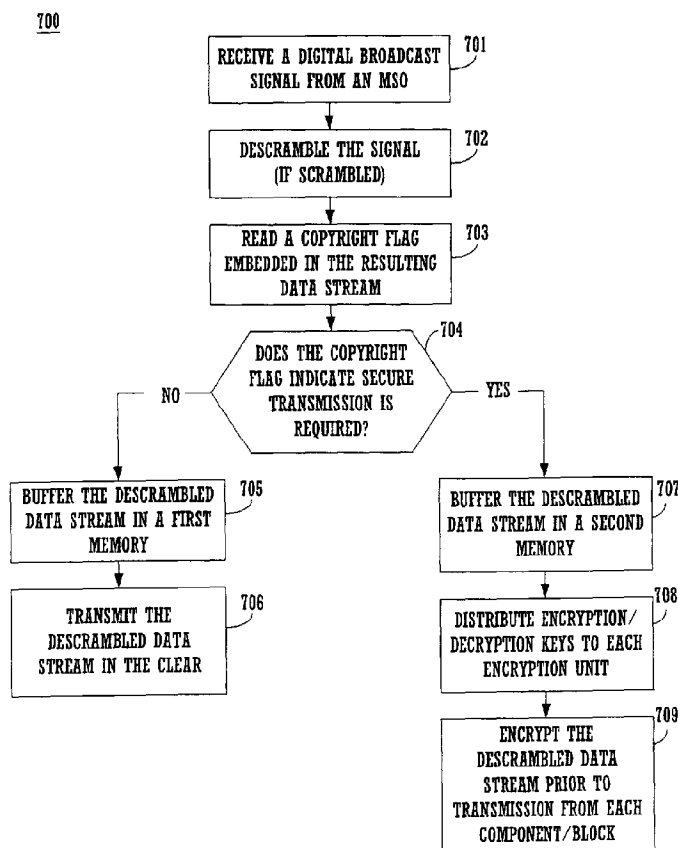 700
RECEIVE A DIGITAL BROADCAST
SIGNAL FROM AN MSO
701
DESCRAMBLE THE SIGNAL
(IF SCRAMBLED)
702
READ A COPYRIGHT FLAG
EMBEDDED IN THE RESULTING
DATA STREAM
703
704
DOES THE COPYRIGHT
FLAG INDICATE SECURE
TRANSMISSION IS
REQUIRED?
NO
YES
BUFFER THE DESCRAMBLED
DATA STREAM IN A FIRST
MEMORY
705
TRANSMIT THE
DESCRAMBLED DATA
STREAM IN THE CLEAR
706
BUFFER THE DESCRAMBLED
DATA STREAM IN A SECOND
MEMORY
707
DISTRIBUTE ENCRYPTION/
DECRYPTION KEYS TO EACH
ENCRYPTION UNIT
708
ENCRYPT THE
DESCRAMBLED DATA
STREAM PRIOR TO
TRANSMISSION FROM EACH
COMPONENT/BLOCK
709